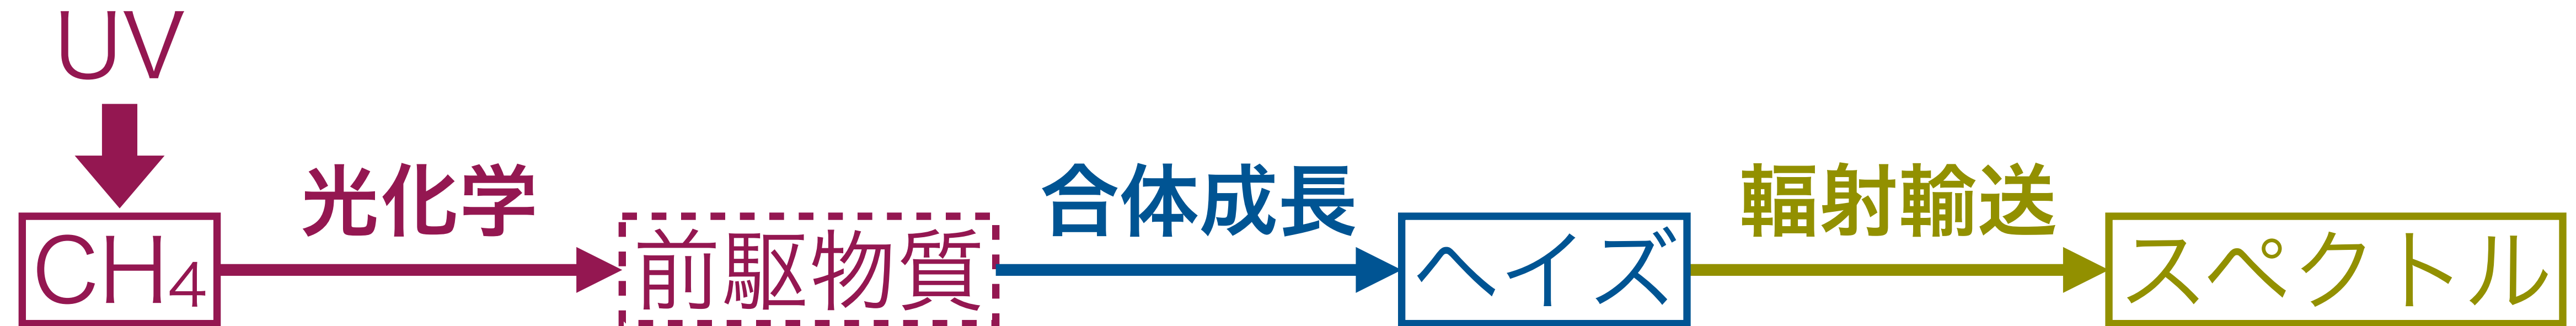 UV
光化学
合体成長
輻射輸送
CH₄
前駆物質
ヘイズ
スペクトル